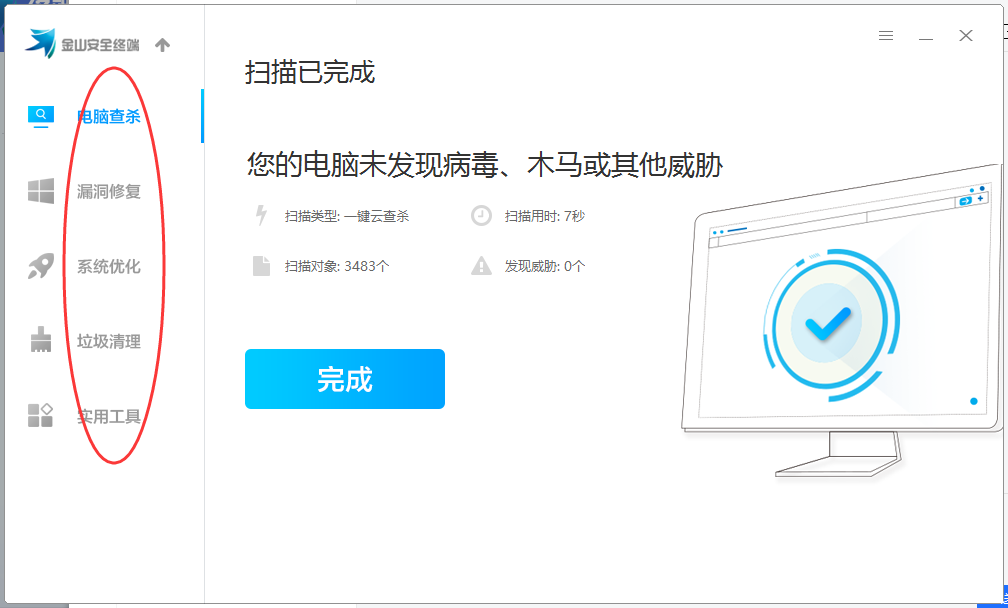 金山安全终端
电脑查杀
漏洞修复
系统优化
垃圾清理
实用工具
扫描已完成
您的电脑未发现病毒、木马或其他威胁
扫描类型: 一键云查杀
扫描用时: 7秒
扫描对象: 3483个
发现威胁: 0个
完成